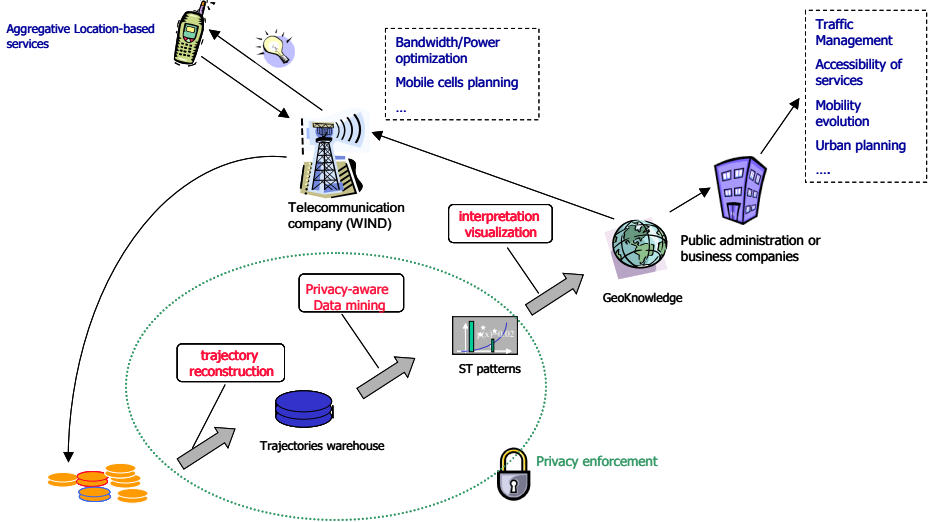 Aggregative Location-based
services
Bandwidth/Power
optimization
Mobile cells planning
...
Traffic
Management
Accessibility of
services
Mobility
evolution
Urban planning
....
Telecommunication
company (WIND)
interpretation
visualization
Public administration or
business companies
GeoKnowledge
Privacy-aware
Data mining
ST patterns
trajectory
reconstruction
Trajectories warehouse
Privacy enforcement